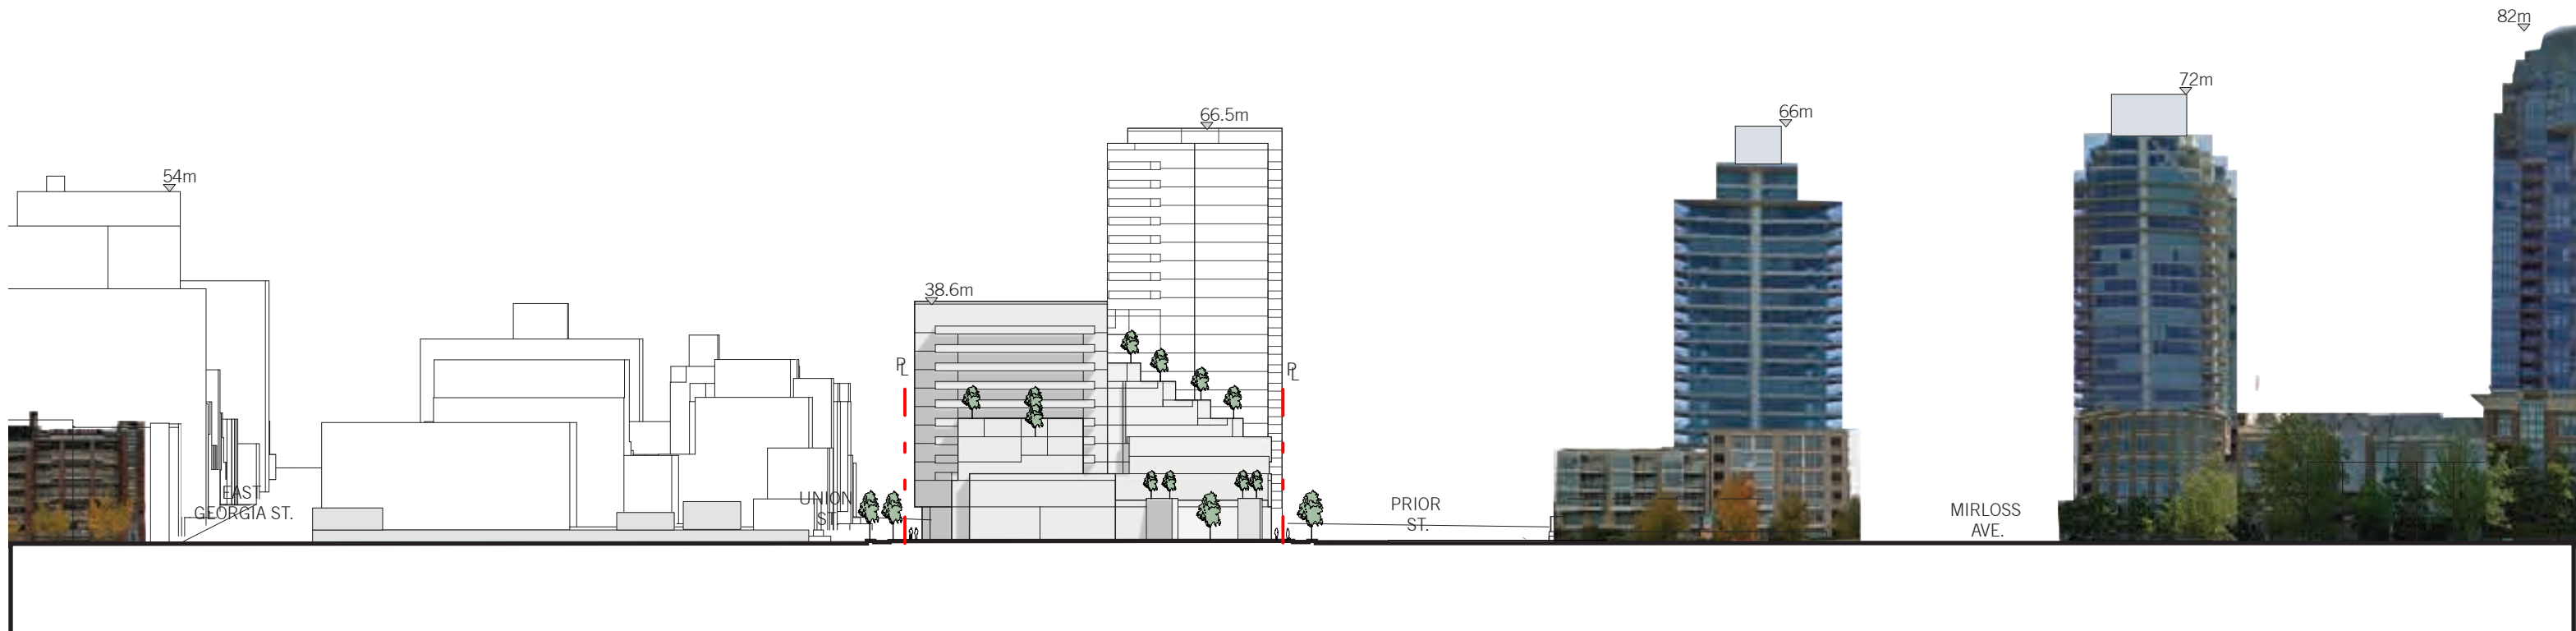 82m
72m
66m
66.5m
54m
38.6m
PL
PL
EAST
GEORGIA ST.
UNION
ST.
PRIOR
ST.
MIRLOSS
AVE.